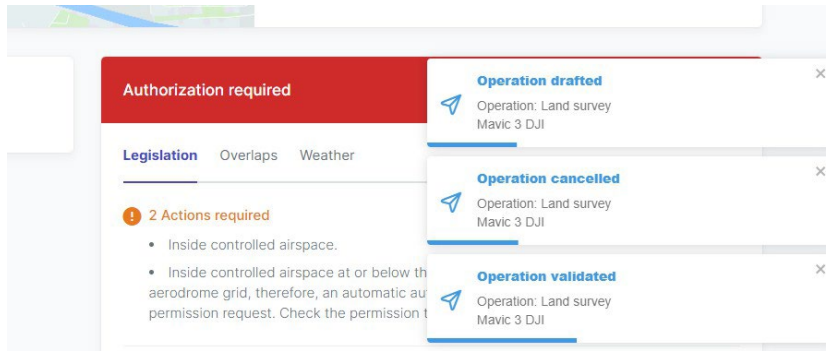 Authorization required
Legislation Overlaps Weather
2 Actions required
• Inside controlled airspace.
• Inside controlled airspace at or below th
aerodrome grid, therefore, an automatic au
permission request. Check the permission t
Operation drafted
Operation: Land survey
Mavic 3 DJI
Operation cancelled
Operation: Land survey
Mavic 3 DJI
Operation validated
Operation: Land survey
Mavic 3 DJI